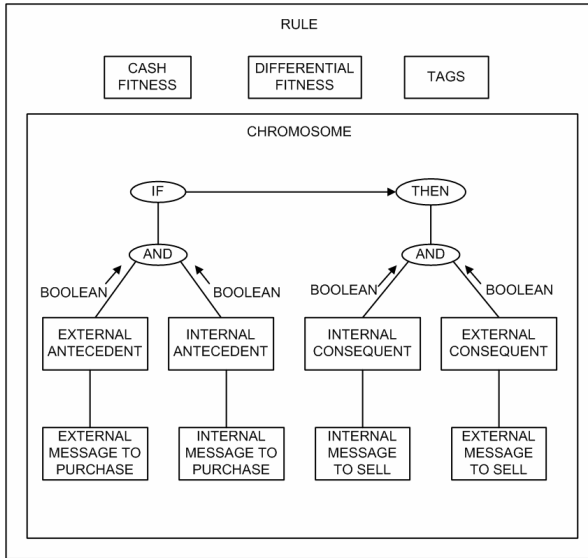 RULE
CASH
FITNESS
DIFFERENTIAL
FITNESS
TAGS
CHROMOSOME
IF
THEN
AND
AND
BOOLEAN
BOOLEAN
BOOLEAN
BOOLEAN
EXTERNAL
ANTECEDENT
INTERNAL
ANTECEDENT
INTERNAL
CONSEQUENT
EXTERNAL
CONSEQUENT
EXTERNAL
MESSAGE TO
PURCHASE
INTERNAL
MESSAGE TO
PURCHASE
INTERNAL
MESSAGE
TO SELL
EXTERNAL
MESSAGE
TO SELL